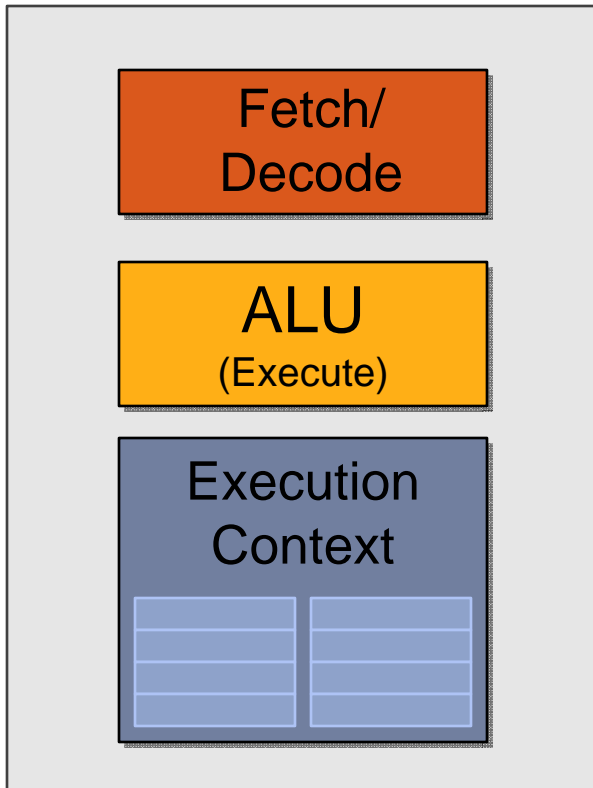 Fetch/
Decode
ALU
(Execute)
Execution
Context